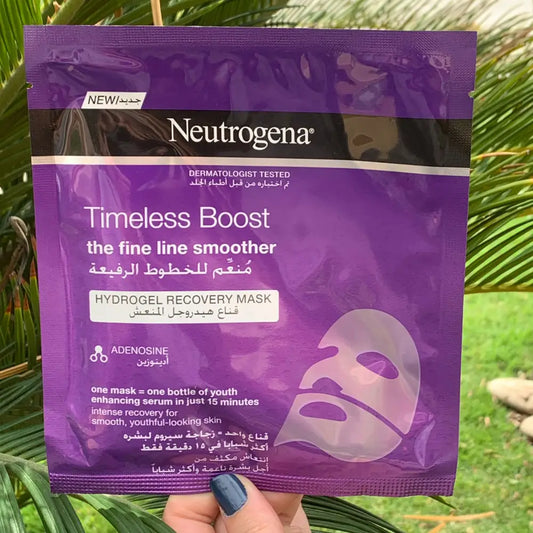 NEW/جديد
Neutrogena®
DERMATOLOGIST TESTED
تم اختباره من قبل أطباء الجلد
Timeless Boost
the fine line smoother
مُنعِّم للخطوط الرفيعة
HYDROGEL RECOVERY MASK
قناع هيدروجل المنعش
ADENOSINE
أدينوزين
one mask = one bottle of youth
enhancing serum in just 15 minutes
intense recovery for
smooth, youthful-looking skin
قناع واحد = زجاجة سيروم لبشره
أكثر شبابا في ١٥ دقيقة فقط
إنتعاش مكثف من
أجل بشرة ناعمة وأكثر شباباً